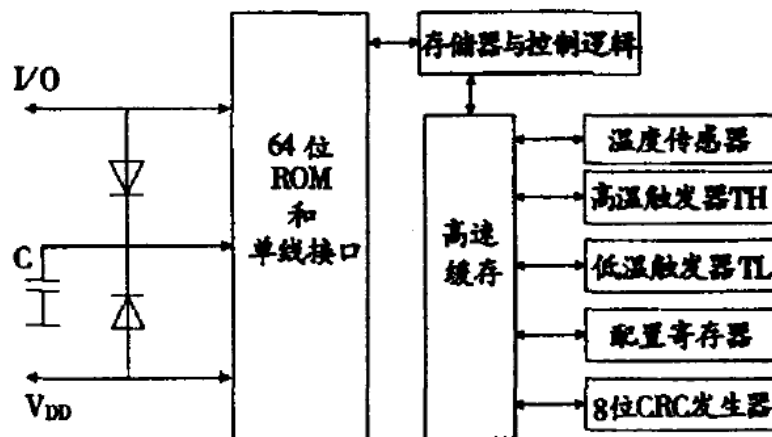 I/O
C
V_DD
64位
ROM
和
单线接口
存储器与控制逻辑
高速
缓存
温度传感器
高温触发器TH
低温触发器TL
配置寄存器
8位CRC发生器